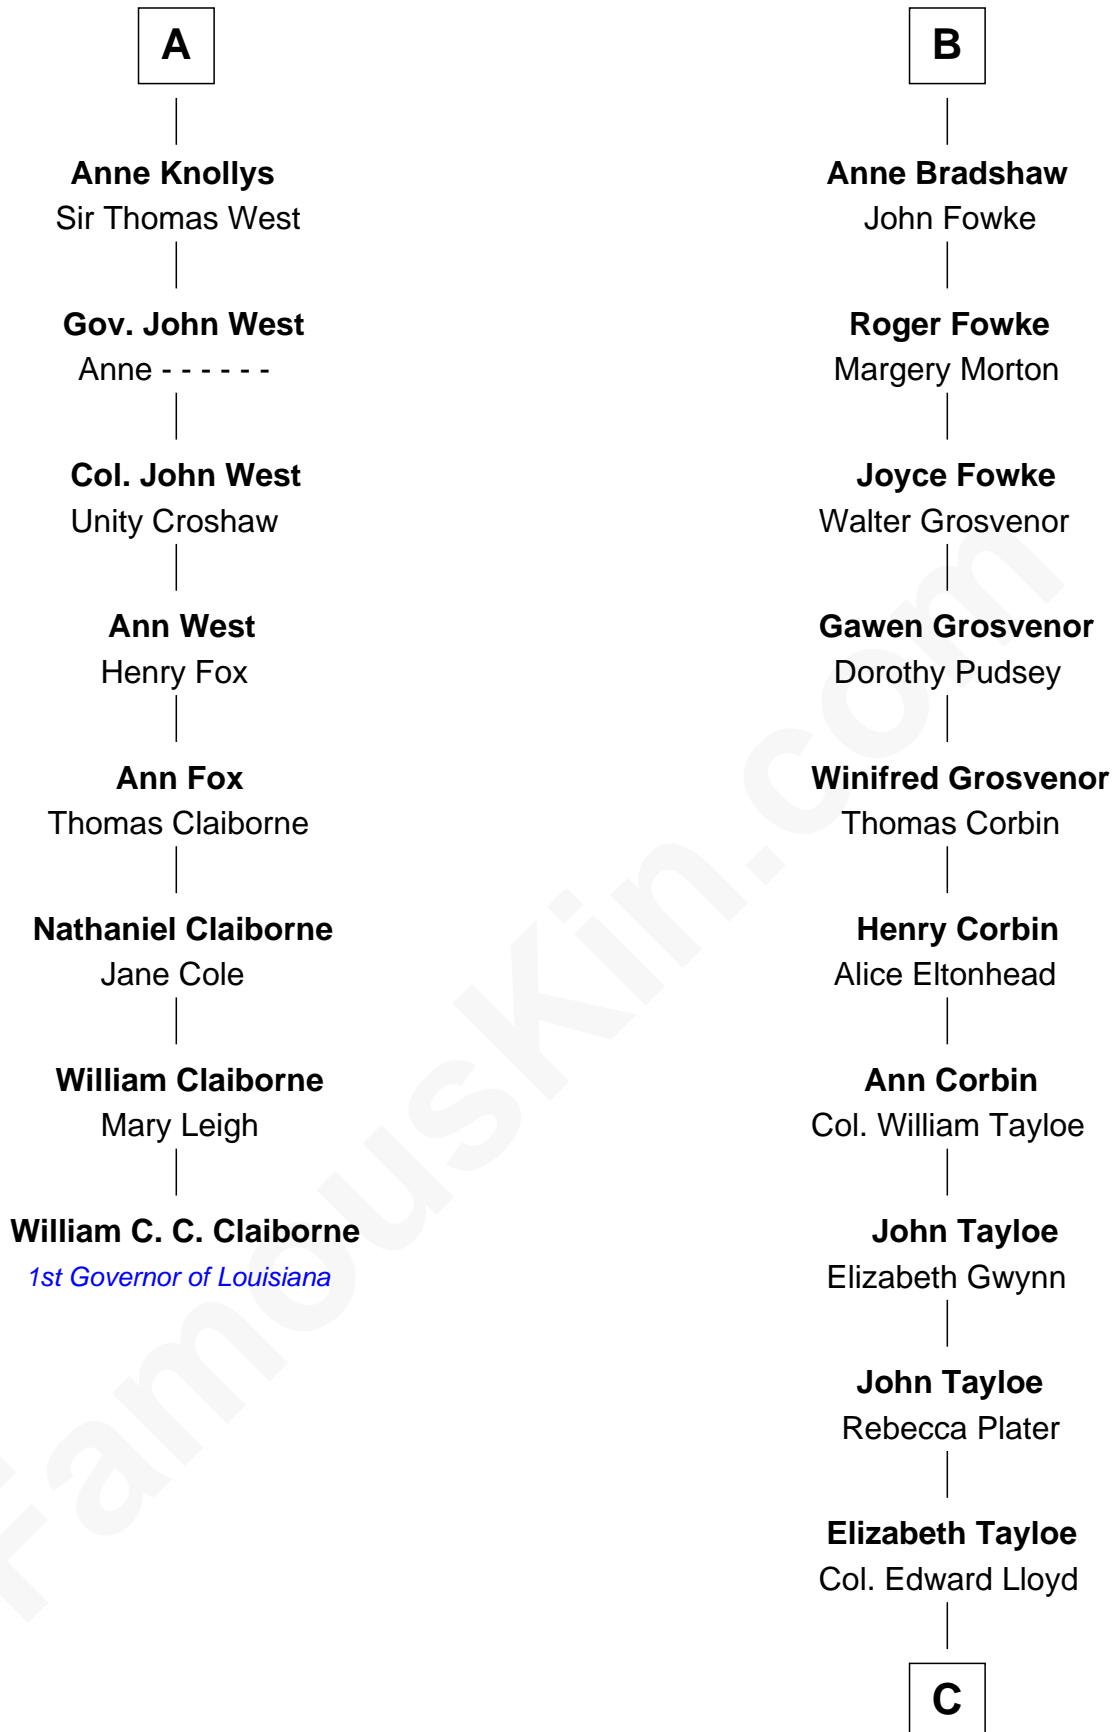 A
Anne Knollys
Sir Thomas West
Gov. John West
Anne - - - - - -
Col. John West
Unity Croshaw
Ann West
Henry Fox
Ann Fox
Thomas Claiborne
Nathaniel Claiborne
Jane Cole
William Claiborne
Mary Leigh
William C. C. Claiborne
1st Governor of Louisiana
B
Anne Bradshaw
John Fowke
Roger Fowke
Margery Morton
Joyce Fowke
Walter Grosvenor
Gawen Grosvenor
Dorothy Pudsey
Winifred Grosvenor
Thomas Corbin
Henry Corbin
Alice Eltonhead
Ann Corbin
Col. William Tayloe
John Tayloe
Elizabeth Gwynn
John Tayloe
Rebecca Plater
Elizabeth Tayloe
Col. Edward Lloyd
C
FamousKin.com